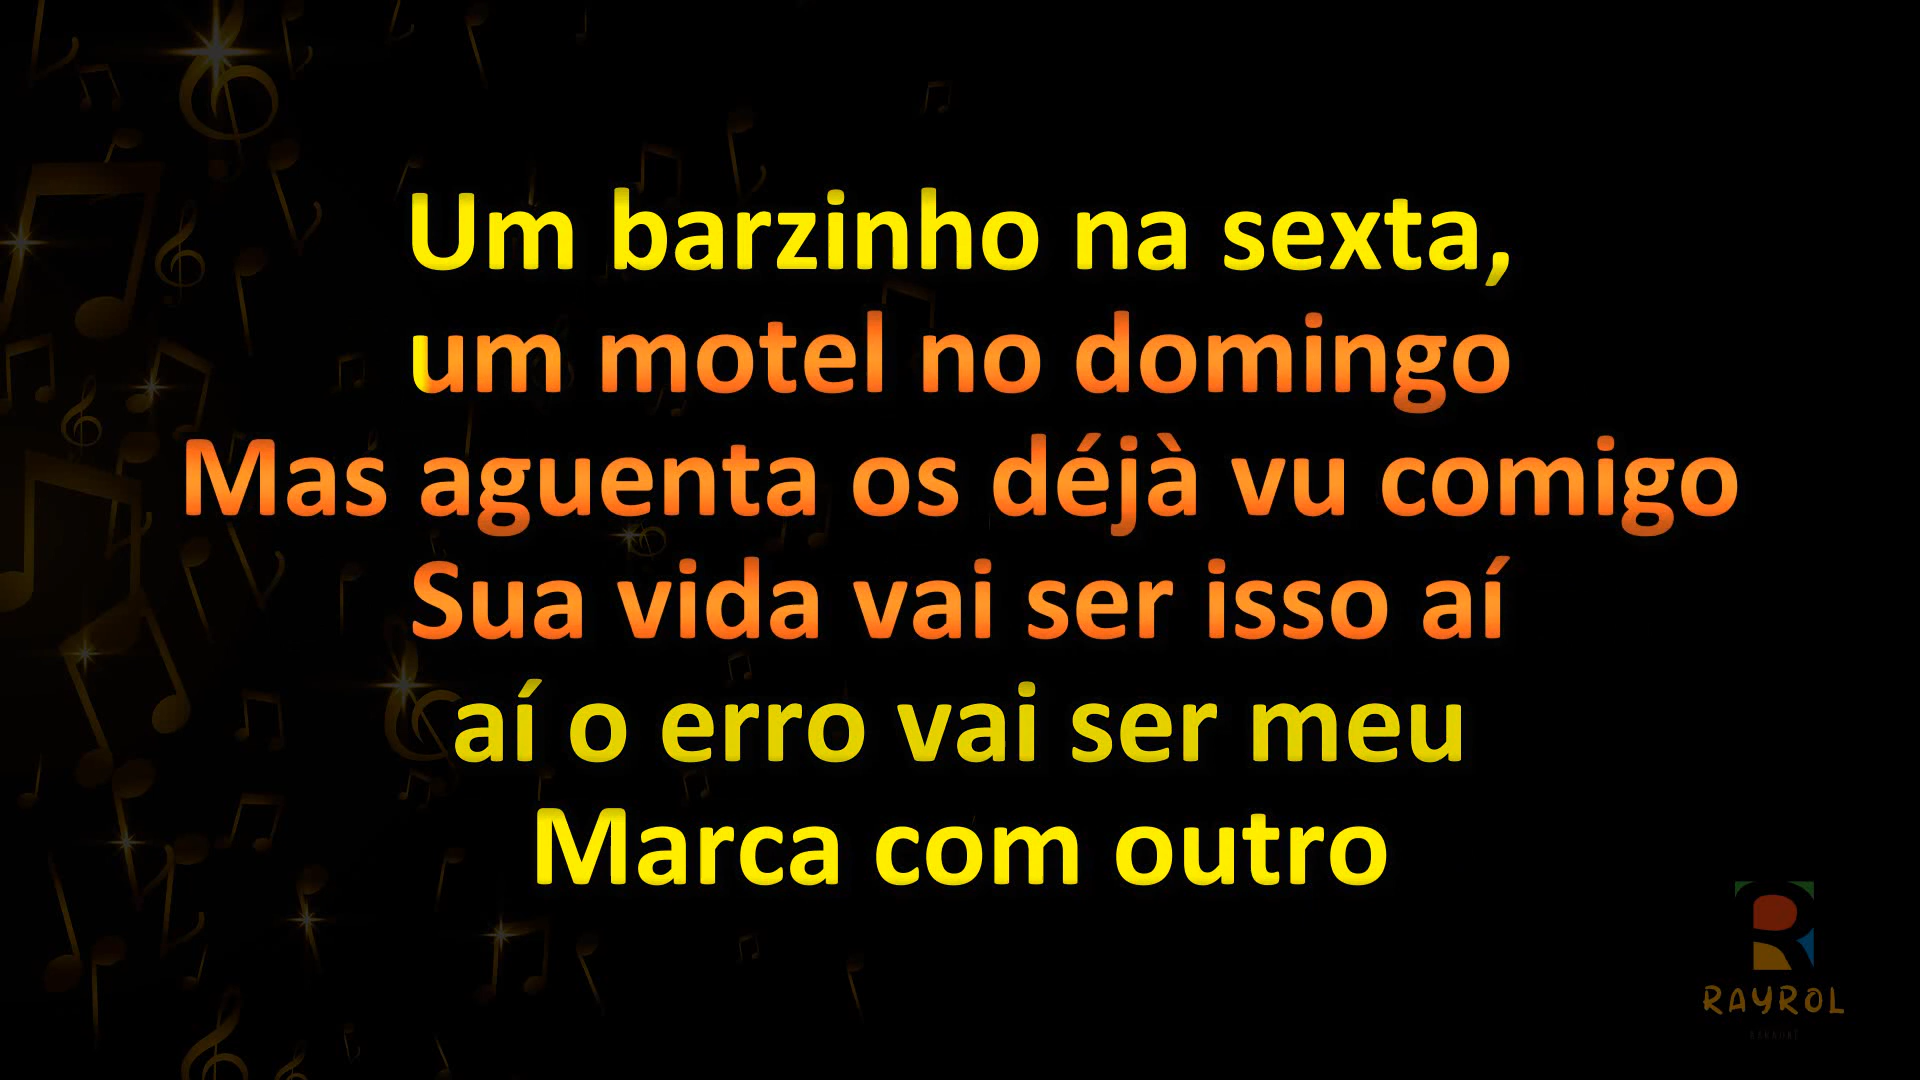 Um barzinho na sexta,
um motel no domingo
Mas aguenta os déjà vu comigo
Sua vida vai ser isso aí
aí o erro vai ser meu
Marca com outro
RAYROL
KARAOKÊ